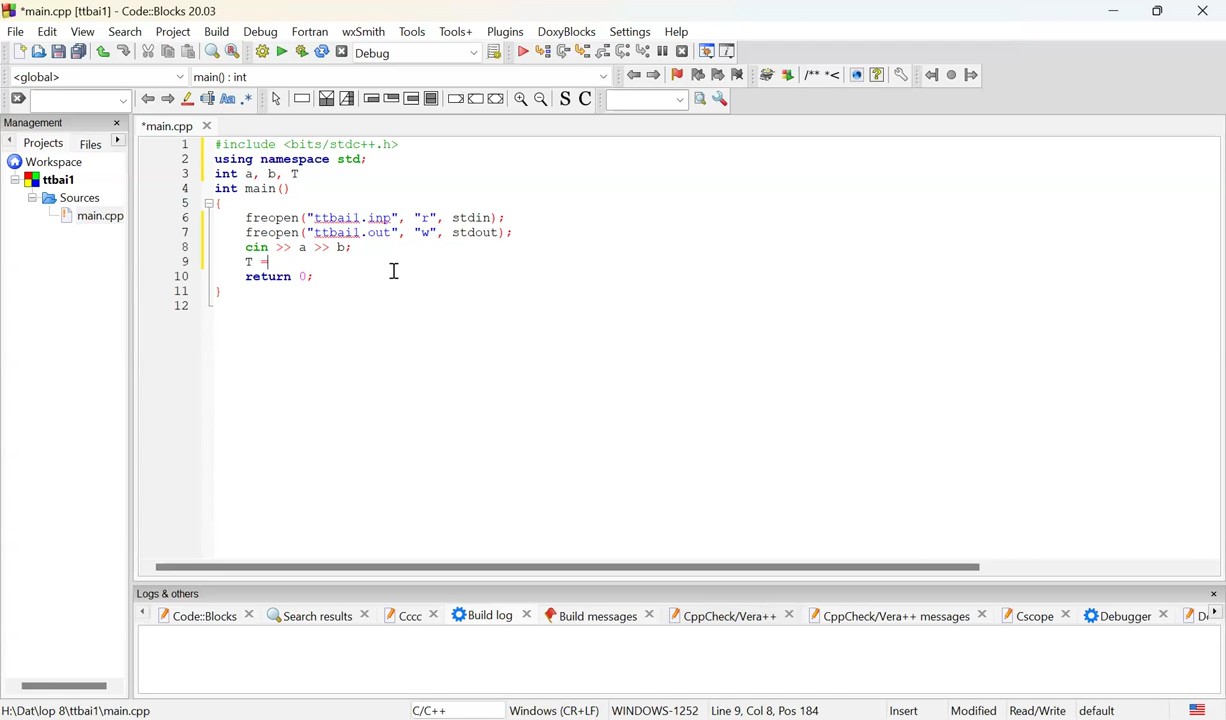 *main.cpp [ttbai1] - Code::Blocks 20.03
File Edit View Search Project Build Debug Fortran wxSmith Tools Tools+ Plugins DoxyBlocks Settings Help
Debug
<global> main() : int /** *<
Aa .* S C
Management
*main.cpp
Projects Files
Workspace
ttbai1
Sources
main.cpp
1 #include <bits/stdc++.h>
2 using namespace std;
3 int a, b, T
4 int main()
5 {
6 freopen("ttbai1.inp", "r", stdin);
7 freopen("ttbai1.out", "w", stdout);
8 cin >> a >> b;
9 T =
10 return 0;
11 }
12
Logs & others
Code::Blocks Search results Cccc Build log Build messages CppCheck/Vera++ CppCheck/Vera++ messages Cscope Debugger De
H:\Dat\lop 8\ttbai1\main.cpp C/C++ Windows (CR+LF) WINDOWS-1252 Line 9, Col 8, Pos 184 Insert Modified Read/Write default